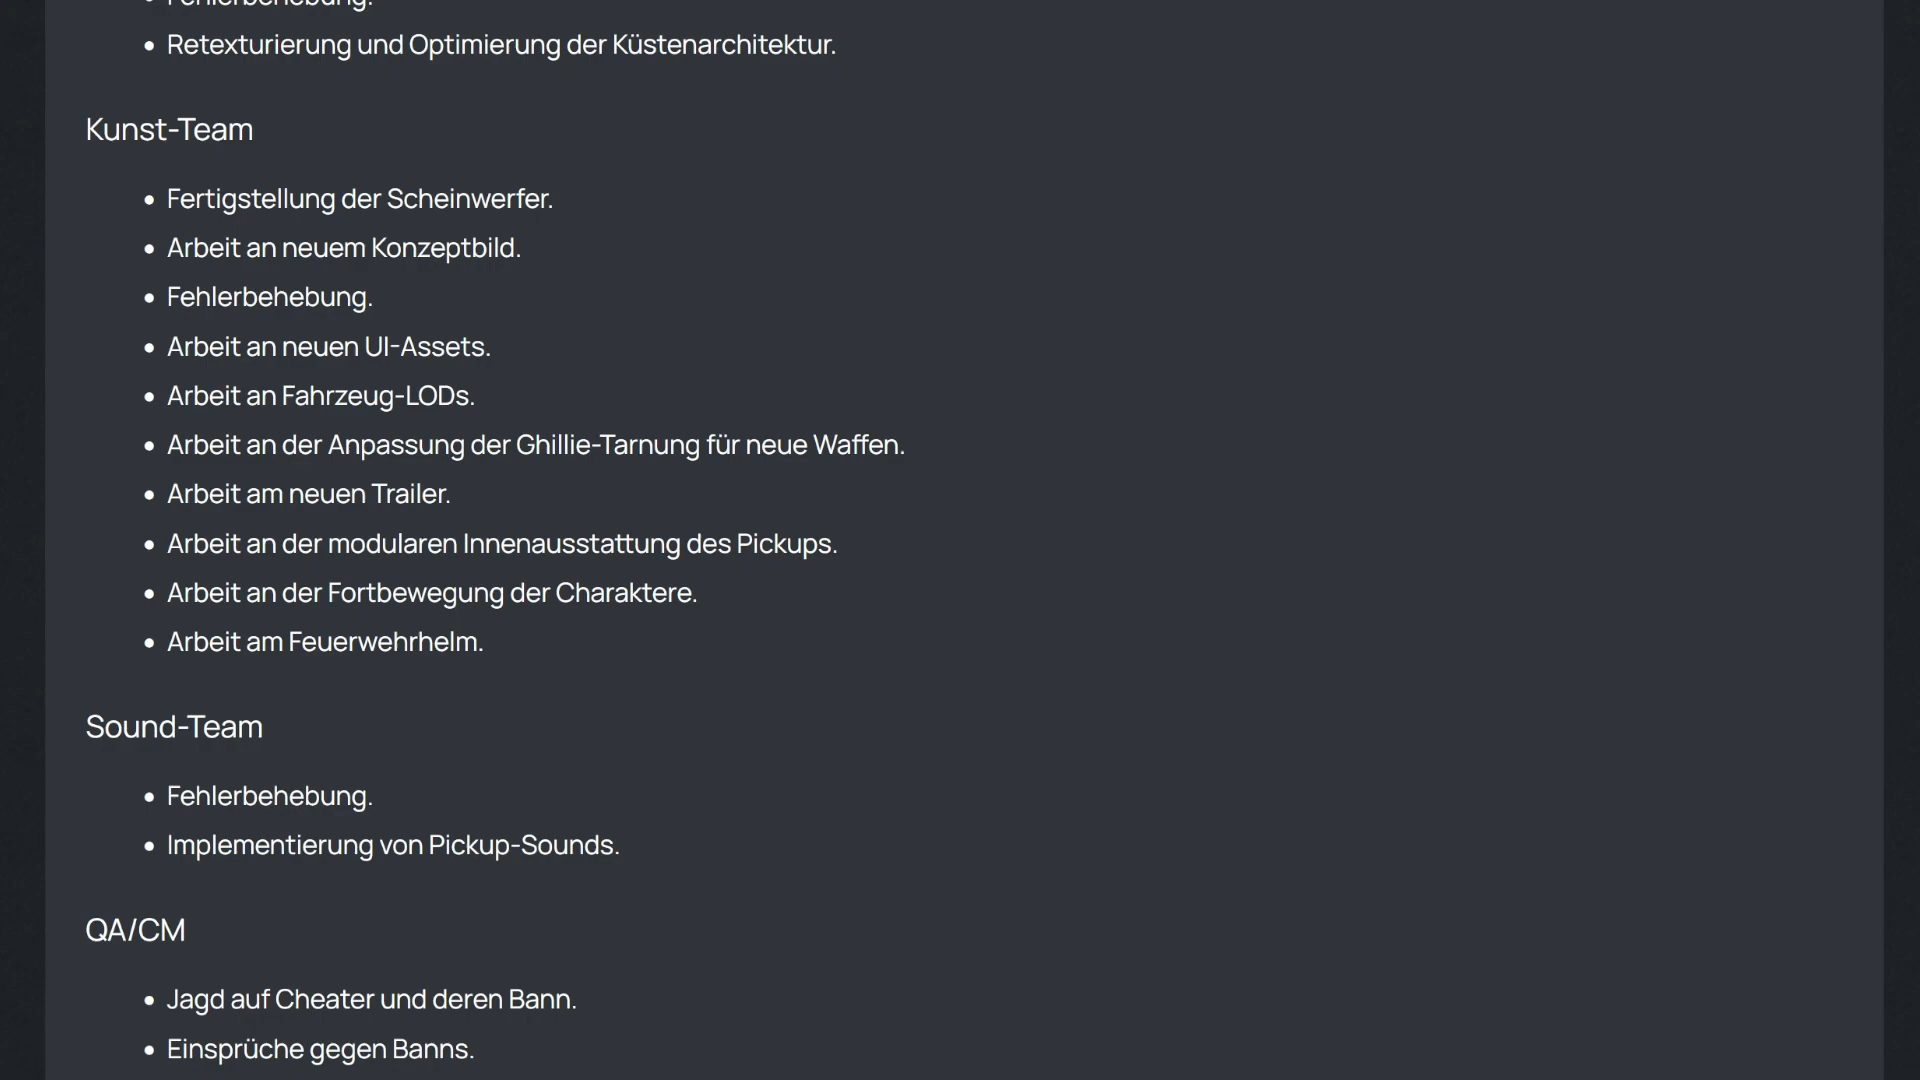 Fehlerbehebung.
Retexturierung und Optimierung der Küstenarchitektur.
Kunst-Team
Fertigstellung der Scheinwerfer.
Arbeit an neuem Konzeptbild.
Fehlerbehebung.
Arbeit an neuen UI-Assets.
Arbeit an Fahrzeug-LODs.
Arbeit an der Anpassung der Ghillie-Tarnung für neue Waffen.
Arbeit am neuen Trailer.
Arbeit an der modularen Innenausstattung des Pickups.
Arbeit an der Fortbewegung der Charaktere.
Arbeit am Feuerwehrhelm.
Sound-Team
Fehlerbehebung.
Implementierung von Pickup-Sounds.
QA/CM
Jagd auf Cheater und deren Bann.
Einsprüche gegen Banns.